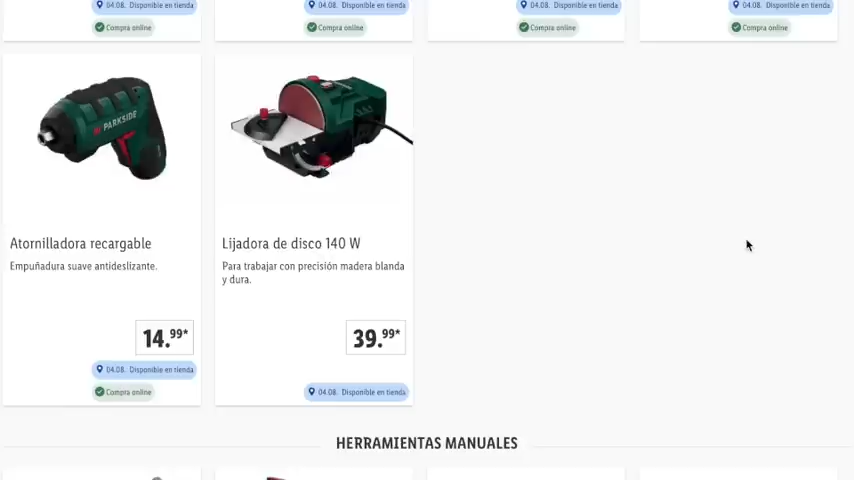 04.08. Disponible en tienda
04.08. Disponible en tienda
04.08. Disponible en tienda
04.08. Disponible en tienda
Compra online
Compra online
Compra online
Compra online
PARKSIDE
Atornilladora recargable
Lijadora de disco 140 W
Empuñadura suave antideslizante.
Para trabajar con precisión madera blanda
y dura.
14.99*
39.99*
04.08. Disponible en tienda
Compra online
04.08. Disponible en tienda
HERRAMIENTAS MANUALES